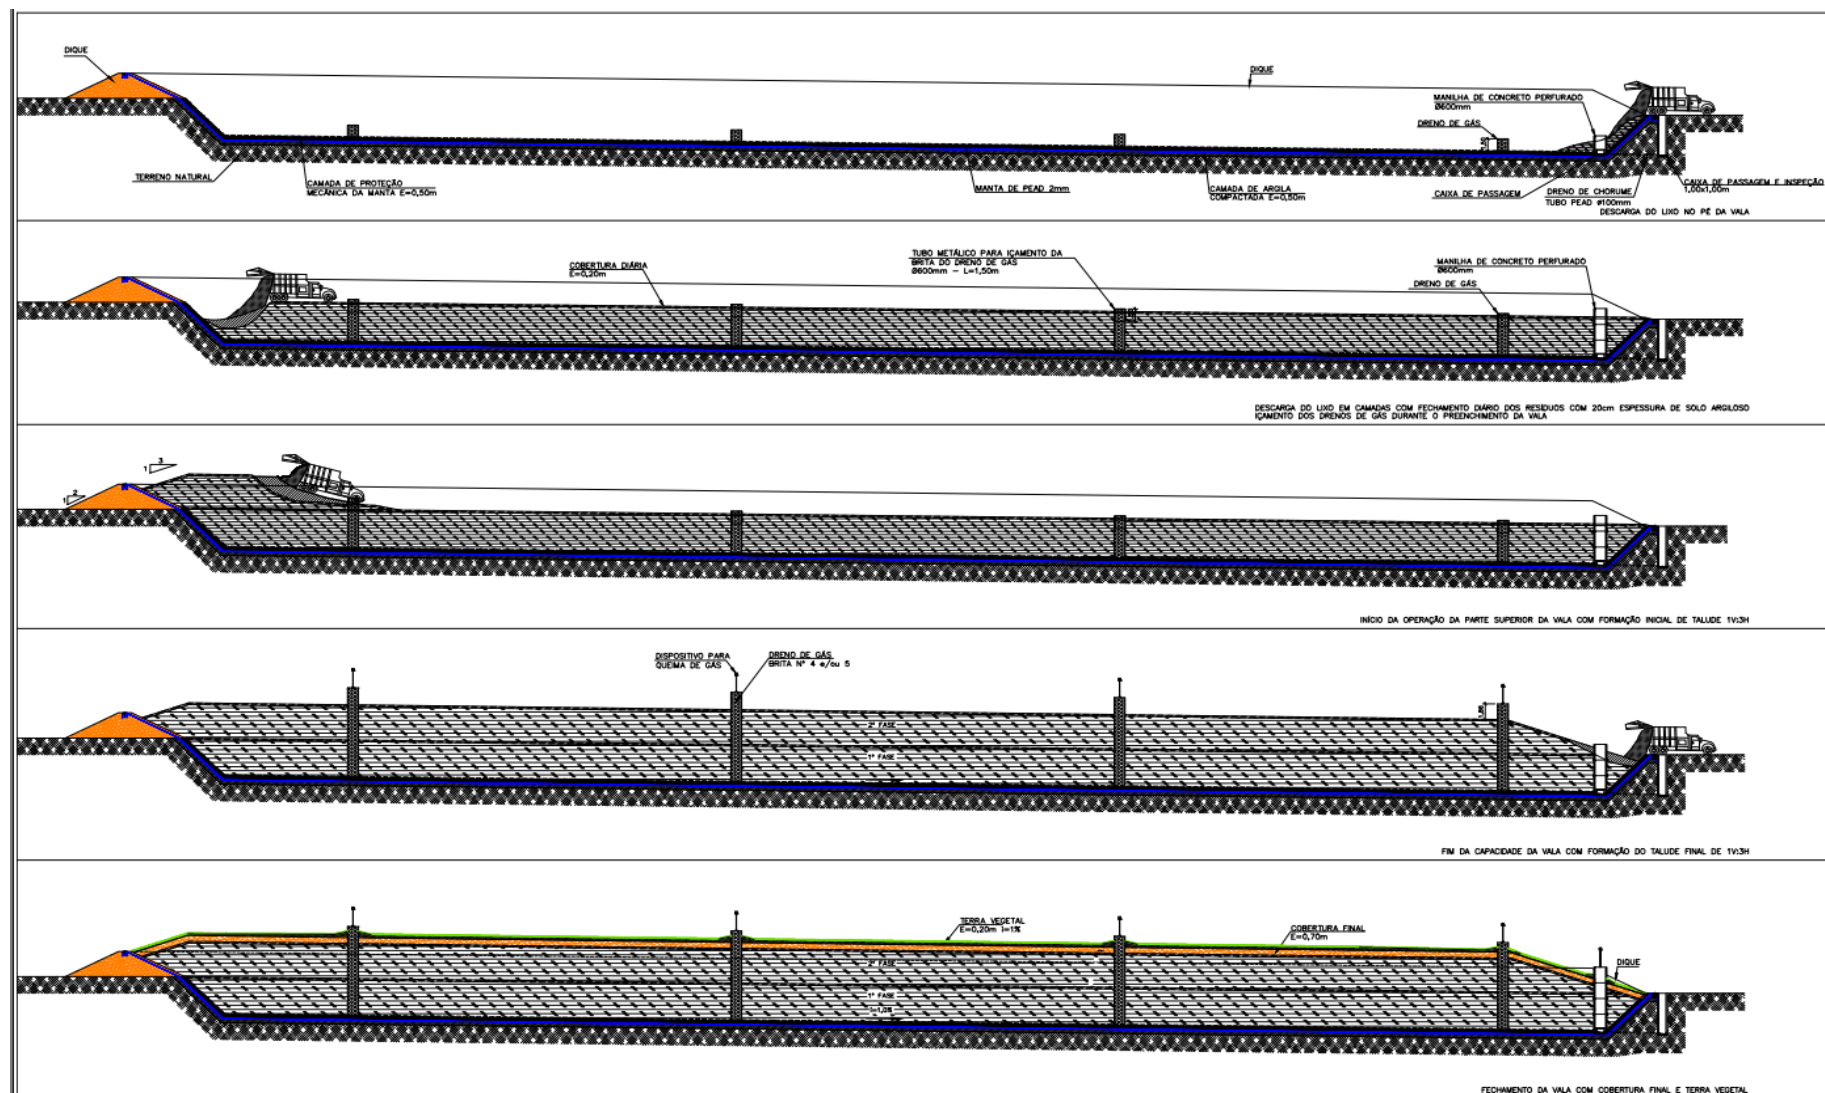 DIQUE
DIQUE
MANILHA DE CONCRETO PERFURADO
Ø600mm
DRENO DE GÁS
1,50
TERRENO NATURAL
CAMADA DE PROTEÇÃO
MECÂNICA DA MANTA E=0,50m
MANTA DE PEAD 2mm
CAMADA DE ARGILA
COMPACTADA E=0,50m
CAIXA DE PASSAGEM
DRENO DE CHORUME
TUBO PEAD ø100mm
CAIXA DE PASSAGEM E INSPEÇÃO
1,00x1,00m
DESCARGA DO LIXO NO PÉ DA VALA
COBERTURA DIÁRIA
E=0,20m
TUBO METÁLICO PARA IÇAMENTO DA
BRITA DO DRENO DE GÁS
Ø600mm – L=1,50m
MANILHA DE CONCRETO PERFURADO
Ø600mm
DRENO DE GÁS
DESCARGA DO LIXO EM CAMADAS COM FECHAMENTO DIÁRIO DOS RESÍDUOS COM 20cm ESPESSURA DE SOLO ARGILOSO
IÇAMENTO DOS DRENOS DE GÁS DURANTE O PREENCHIMENTO DA VALA
3
1
2
1
INÍCIO DA OPERAÇÃO DA PARTE SUPERIOR DA VALA COM FORMAÇÃO INICIAL DE TALUDE 1V:3H
DISPOSITIVO PARA
QUEIMA DE GÁS
DRENO DE GÁS
BRITA N° 4 e/ou 5
2° FASE
1° FASE
FIM DA CAPACIDADE DA VALA COM FORMAÇÃO DO TALUDE FINAL DE 1V:3H
TERRA VEGETAL
E=0,20m i=1%
COBERTURA FINAL
E=0,70m
2° FASE
DIQUE
1° FASE
i=1,0%
FECHAMENTO DA VALA COM COBERTURA FINAL E TERRA VEGETAL